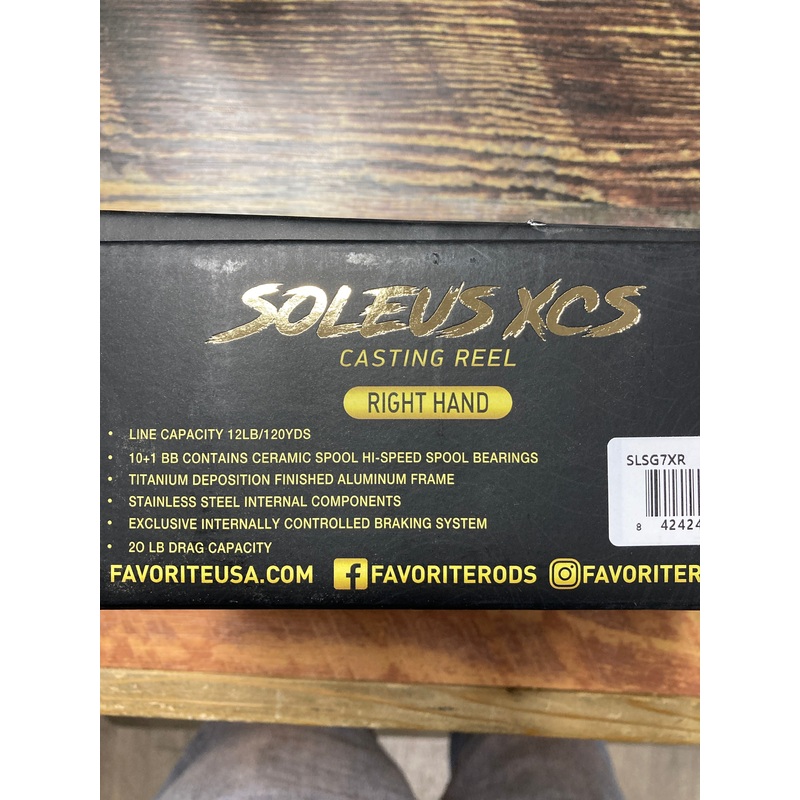 SOLEUS XCS
CASTING REEL
RIGHT HAND
• LINE CAPACITY 12LB/120YDS
• 10+1 BB CONTAINS CERAMIC SPOOL HI-SPEED SPOOL BEARINGS
• TITANIUM DEPOSITION FINISHED ALUMINUM FRAME
• STAINLESS STEEL INTERNAL COMPONENTS
• EXCLUSIVE INTERNALLY CONTROLLED BRAKING SYSTEM
• 20 LB DRAG CAPACITY
SLSG7XR
8 42424
FAVORITEUSA.COM FAVORITERODS FAVORITER